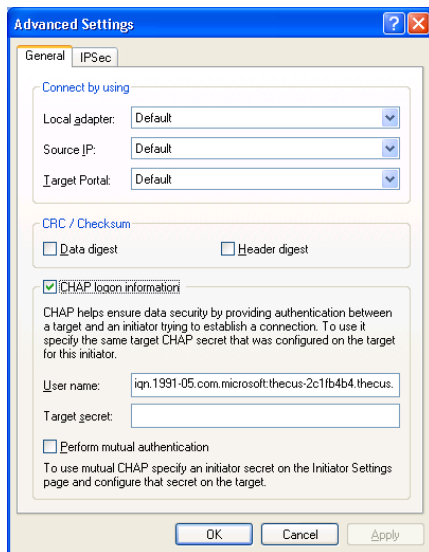 Advanced Settings
General IPSec
Connect by using
Local adapter: Default
Source IP: Default
Target Portal: Default
CRC / Checksum
Data digest Header digest
CHAP logon information
CHAP helps ensure data security by providing authentication between
a target and an initiator trying to establish a connection. To use it
specify the same target CHAP secret that was configured on the target
for this initiator.
User name: iqn.1991-05.com.microsoft:thecus-2c1fb4b4.thecus.
Target secret:
Perform mutual authentication
To use mutual CHAP specify an initiator secret on the Initiator Settings
page and configure that secret on the target.
OK Cancel Apply